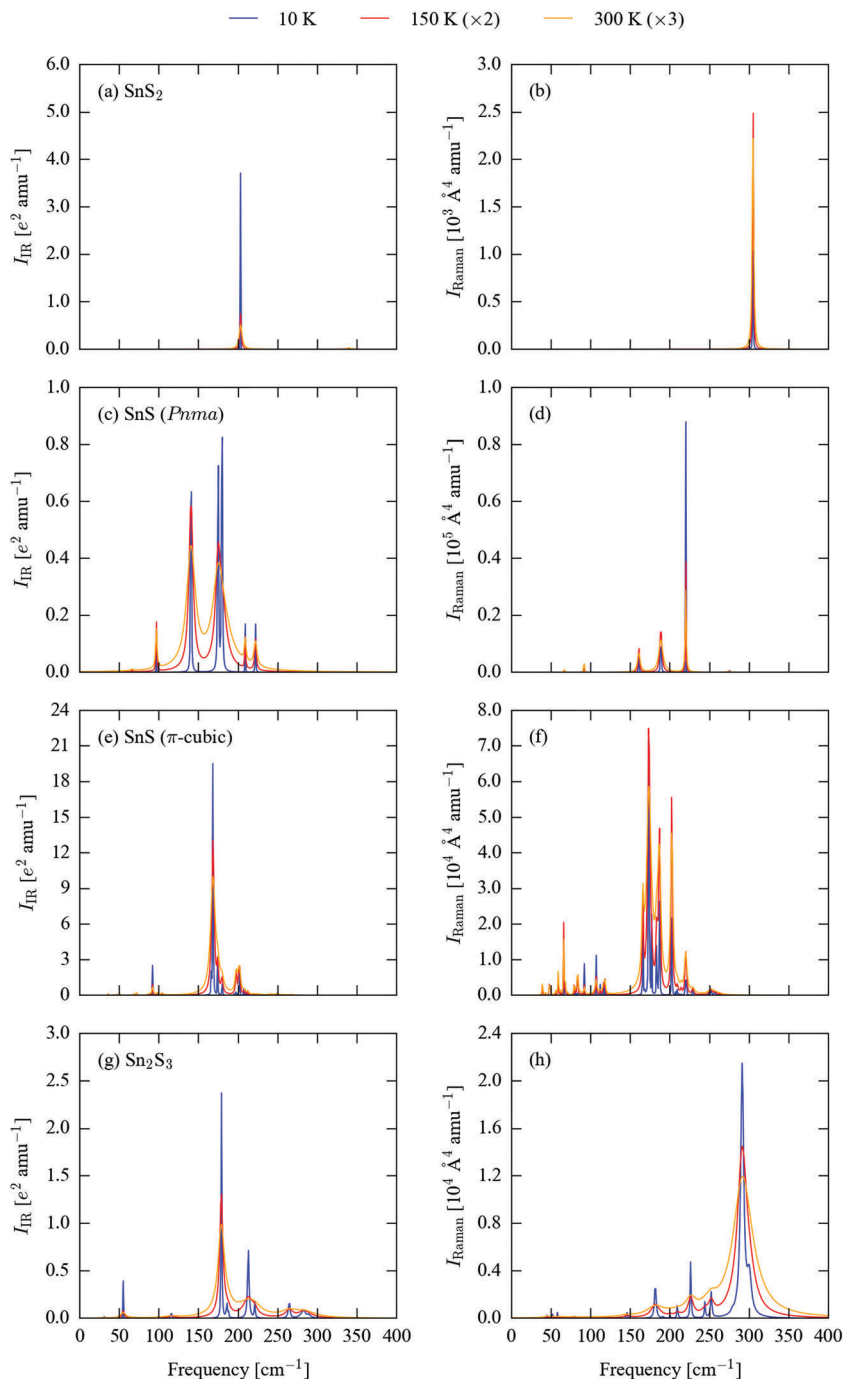 10 K 150 K (×2) 300 K (×3)
(a) SnS₂
6.0
5.0
4.0
3.0
2.0
1.0
0.0
I_IR [e² amu⁻¹]
(b)
3.0
2.5
2.0
1.5
1.0
0.5
0.0
I_Raman [10³ Å⁴ amu⁻¹]
(c) SnS (Pnma)
1.0
0.8
0.6
0.4
0.2
0.0
I_IR [e² amu⁻¹]
(d)
1.0
0.8
0.6
0.4
0.2
0.0
I_Raman [10⁵ Å⁴ amu⁻¹]
(e) SnS (π-cubic)
24
21
18
15
12
9
6
3
0
I_IR [e² amu⁻¹]
(f)
8.0
7.0
6.0
5.0
4.0
3.0
2.0
1.0
0.0
I_Raman [10⁴ Å⁴ amu⁻¹]
(g) Sn₂S₃
3.0
2.5
2.0
1.5
1.0
0.5
0.0
I_IR [e² amu⁻¹]
0 50 100 150 200 250 300 350 400
Frequency [cm⁻¹]
(h)
2.4
2.0
1.6
1.2
0.8
0.4
0.0
I_Raman [10⁴ Å⁴ amu⁻¹]
0 50 100 150 200 250 300 350 400
Frequency [cm⁻¹]